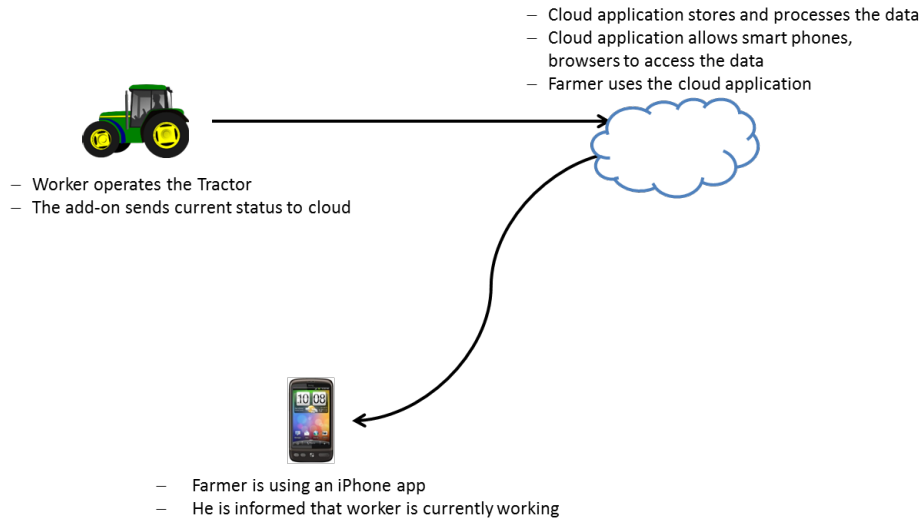 – Cloud application stores and processes the data
– Cloud application allows smart phones,
browsers to access the data
– Farmer uses the cloud application
– Worker operates the Tractor
– The add-on sends current status to cloud
10 08
– Farmer is using an iPhone app
– He is informed that worker is currently working